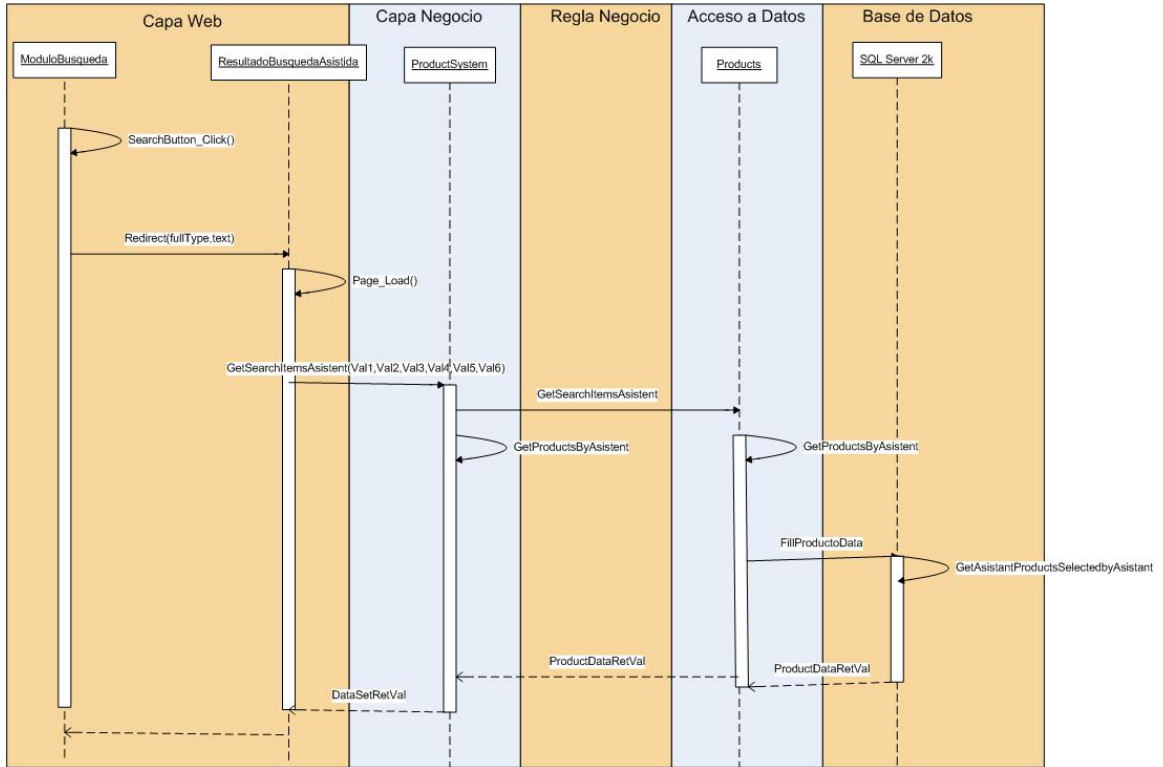 Capa Web
Capa Negocio
Regla Negocio
Acceso a Datos
Base de Datos
ModuloBusqueda
ResultadoBusquedaAsistida
ProductSystem
Products
SQL Server 2k
SearchButton_Click()
Redirect(fullType,text)
Page_Load()
GetSearchItemsAsistent(Val1,Val2,Val3,Val4,Val5,Val6)
GetSearchItemsAsistent
GetProductsByAsistent
GetProductsByAsistent
FillProductoData
GetAsistantProductsSelectedbyAsistant
ProductDataRetVal
ProductDataRetVal
DataSetRetVal